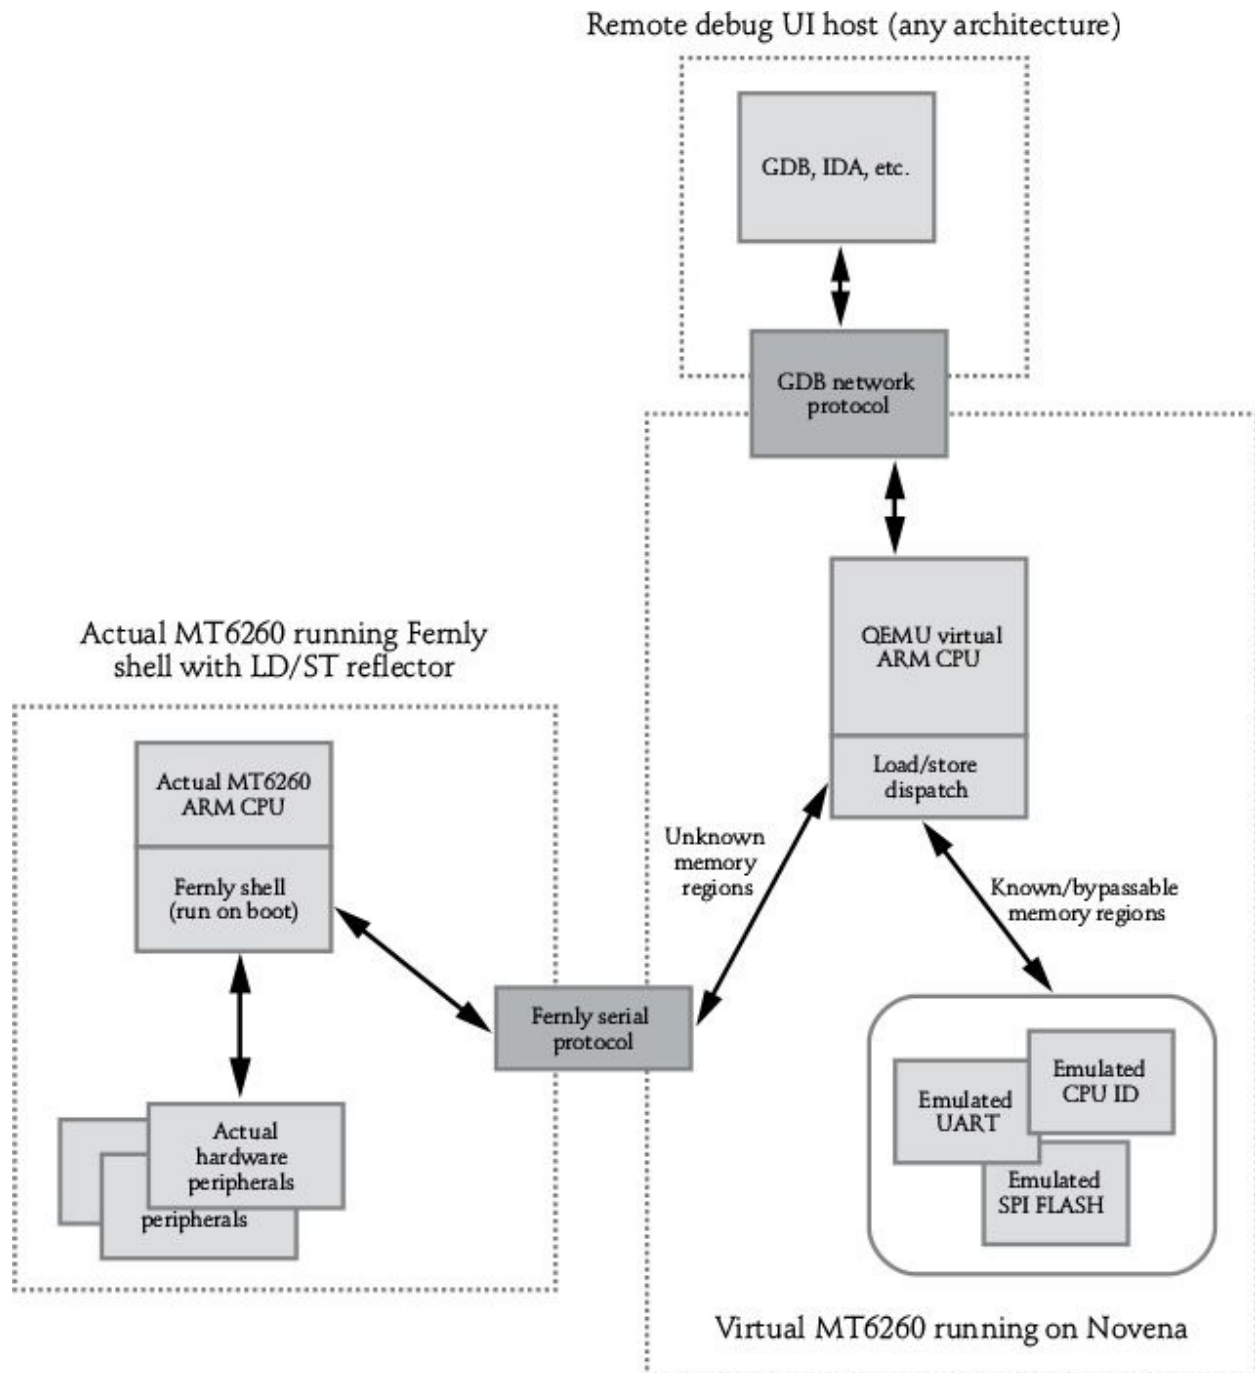 Remote debug UI host (any architecture)
GDB, IDA, etc.
GDB network
protocol
QEMU virtual
ARM CPU
Load/store
dispatch
Unknown
memory
regions
Known/bypassable
memory regions
Emulated
CPU ID
Emulated
UART
Emulated
SPI FLASH
Virtual MT6260 running on Novena
Actual MT6260 running Fernly
shell with LD/ST reflector
Actual MT6260
ARM CPU
Fernly shell
(run on boot)
Fernly serial
protocol
Actual
hardware
peripherals
peripherals